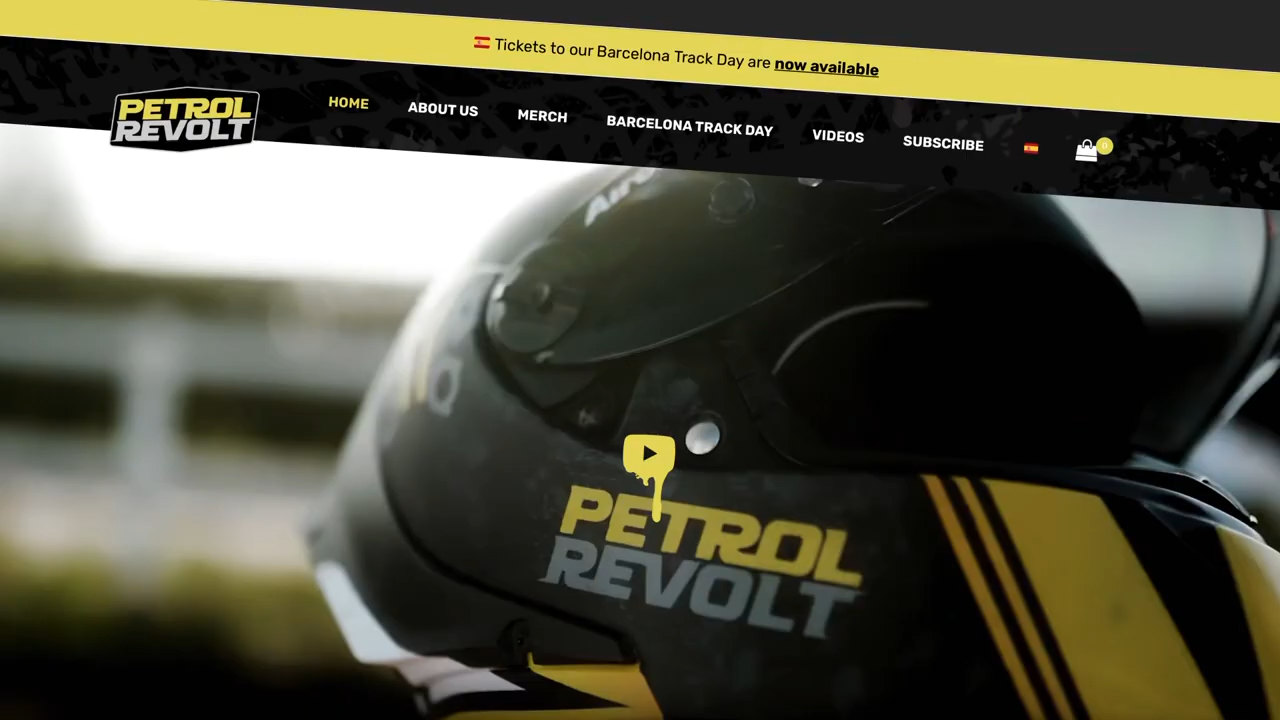 🇪🇸 Tickets to our Barcelona Track Day are now available
PETROL
REVOLT
HOME
ABOUT US
MERCH
BARCELONA TRACK DAY
VIDEOS
SUBSCRIBE
0
PETROL
REVOLT